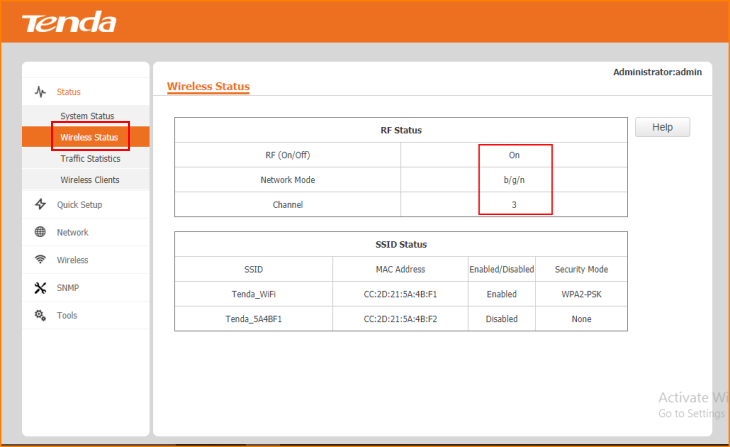 Tenda
Administrator:admin
Status
System Status
Wireless Status
Traffic Statistics
Wireless Clients
Quick Setup
Network
Wireless
SNMP
Tools
Wireless Status
Help
RF Status
RF (On/Off) On
Network Mode b/g/n
Channel 3
SSID Status
SSID MAC Address Enabled/Disabled Security Mode
Tenda_WiFi CC:2D:21:5A:4B:F1 Enabled WPA2-PSK
Tenda_5A4BF1 CC:2D:21:5A:4B:F2 Disabled None
Activate Wi
Go to Settings